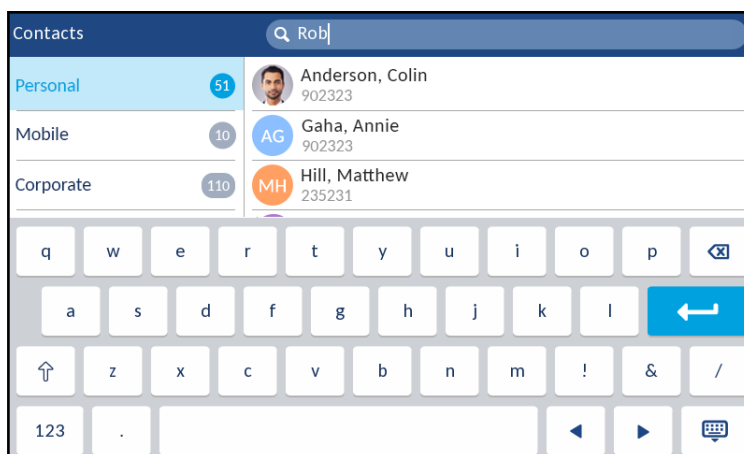 Contacts
Rob
Personal 51
Mobile 10
Corporate 110
Anderson, Colin
902323
AG
Gaha, Annie
902323
MH
Hill, Matthew
235231
q w e r t y u i o p
a s d f g h j k l
z x c v b n m ! & /
123 .